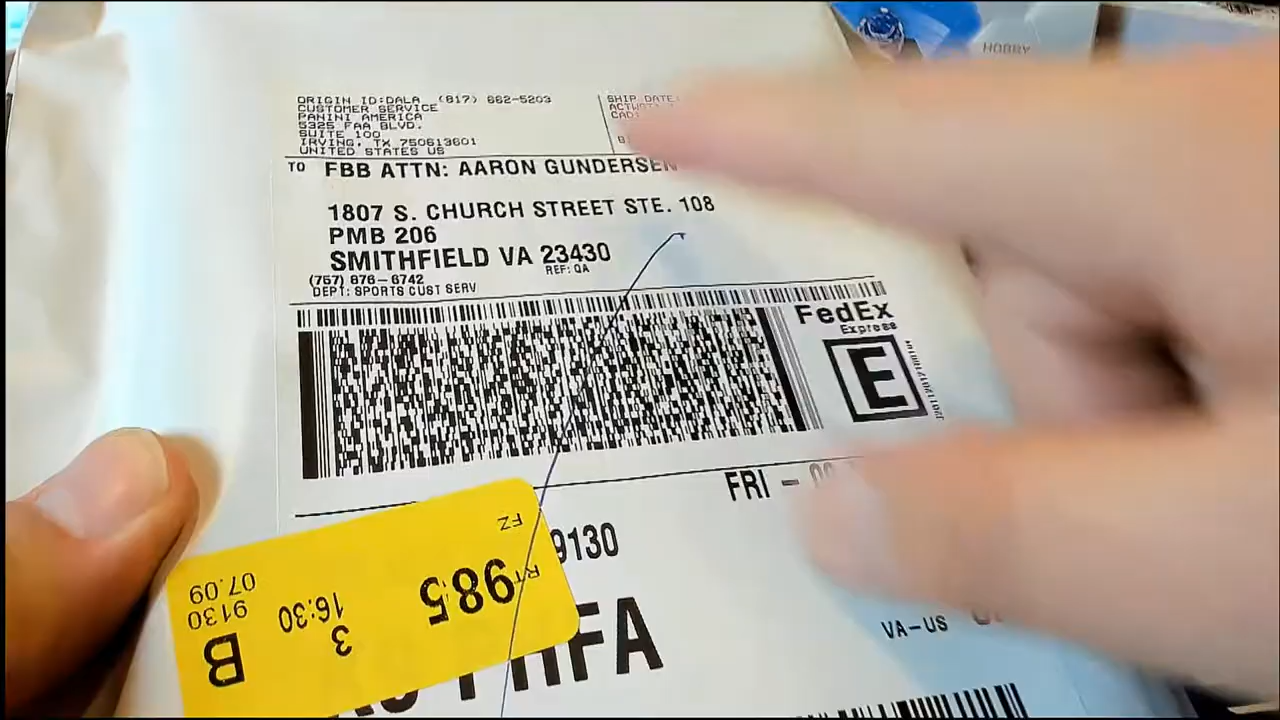 HOBBY
ORIGIN ID:DALA (817) 662-5203
CUSTOMER SERVICE
PANINI AMERICA
5325 FAA BLVD.
SUITE 100
IRVING, TX 750613601
UNITED STATES US
SHIP DATE:
CAD:
TO FBB ATTN: AARON GUNDERSEN
1807 S. CHURCH STREET STE. 108
PMB 206
SMITHFIELD VA 23430
(757) 876-6742
REF: QA
DEPT: SPORTS CUST SERV
FedEx
Express
E
FRI -
9130
HFA
VA-US
B
9130
07.09
3
16:30
RT
985
FZ